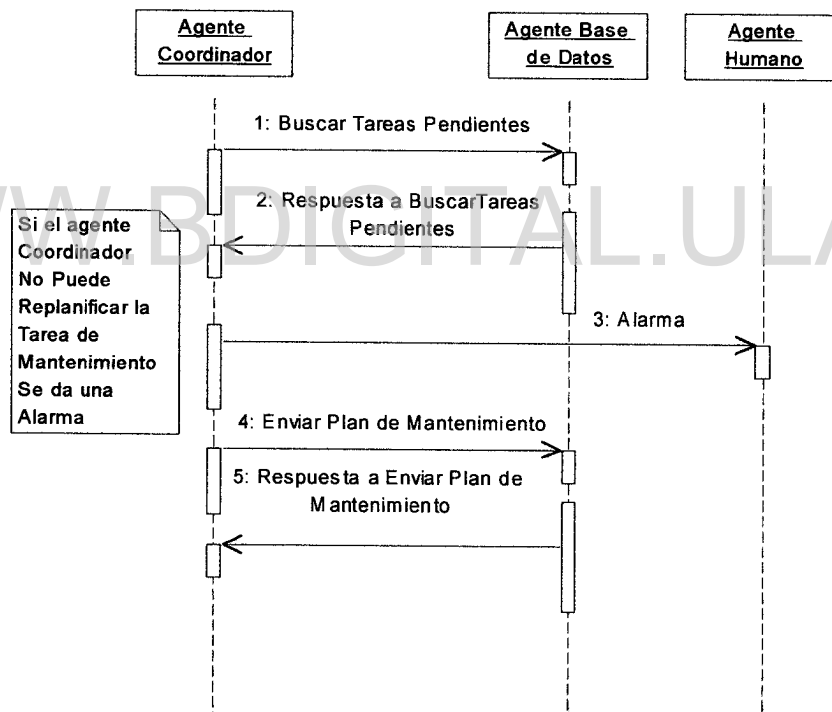 Agente
Coordinador
Agente Base
de Datos
Agente
Humano
1: Buscar Tareas Pendientes
2: Respuesta a BuscarTareas
Pendientes
WWW.BDIGITAL.ULA
Si el agente
Coordinador
No Puede
Replanificar la
Tarea de
Mantenimiento
Se da una
Alarma
3: Alarma
4: Enviar Plan de Mantenimiento
5: Respuesta a Enviar Plan de
Mantenimiento